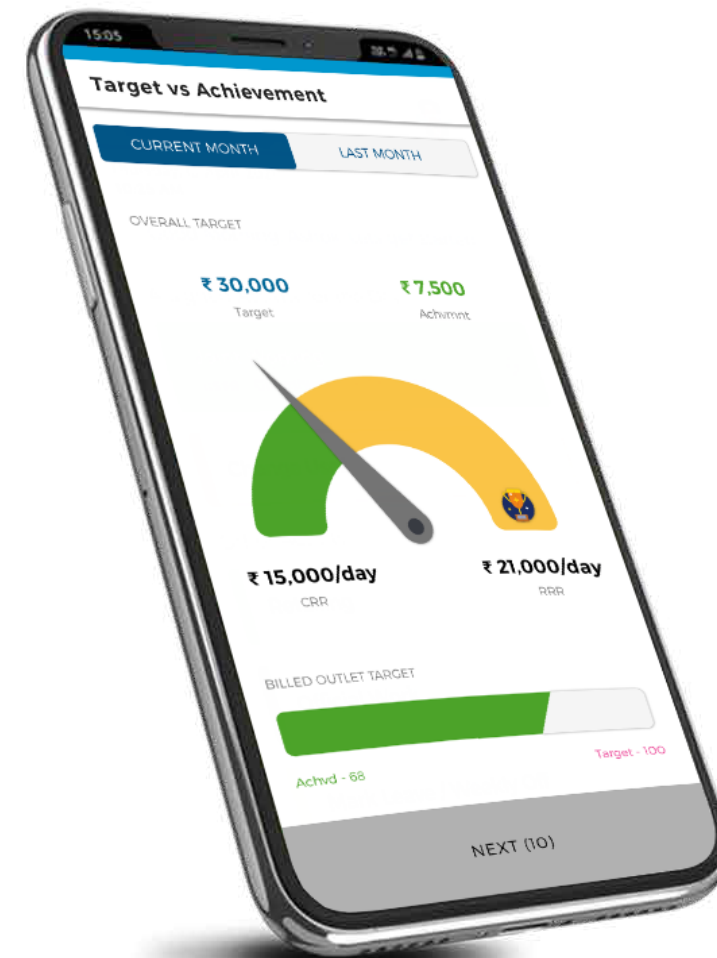 15:05
Target vs Achievement
CURRENT MONTH
LAST MONTH
OVERALL TARGET
₹ 30,000
₹ 7,500
Target
Achvmnt
₹ 15,000/day
₹ 21,000/day
CRR
RRR
BILLED OUTLET TARGET
Achvd - 68
Target - 100
NEXT (10)